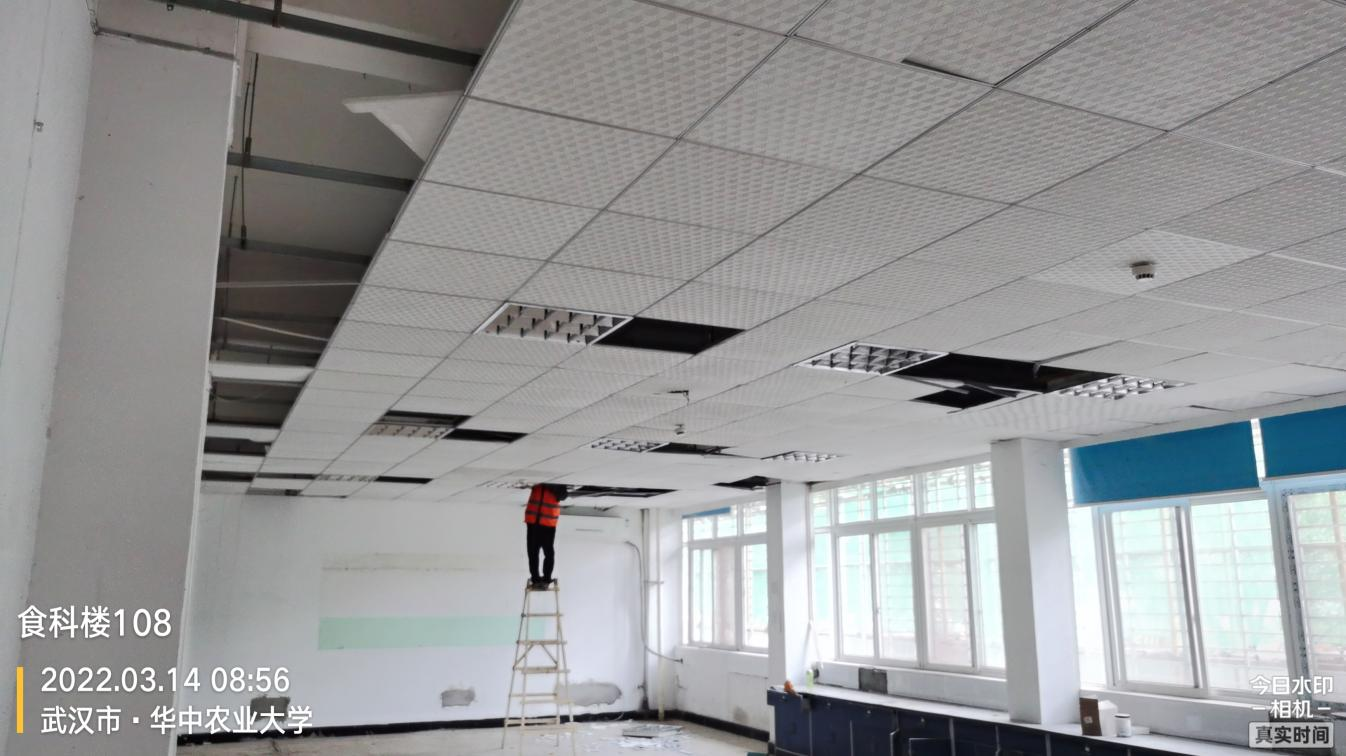 食科楼108
2022.03.14 08:56
武汉市·华中农业大学
今日水印
-相机-
真实时间